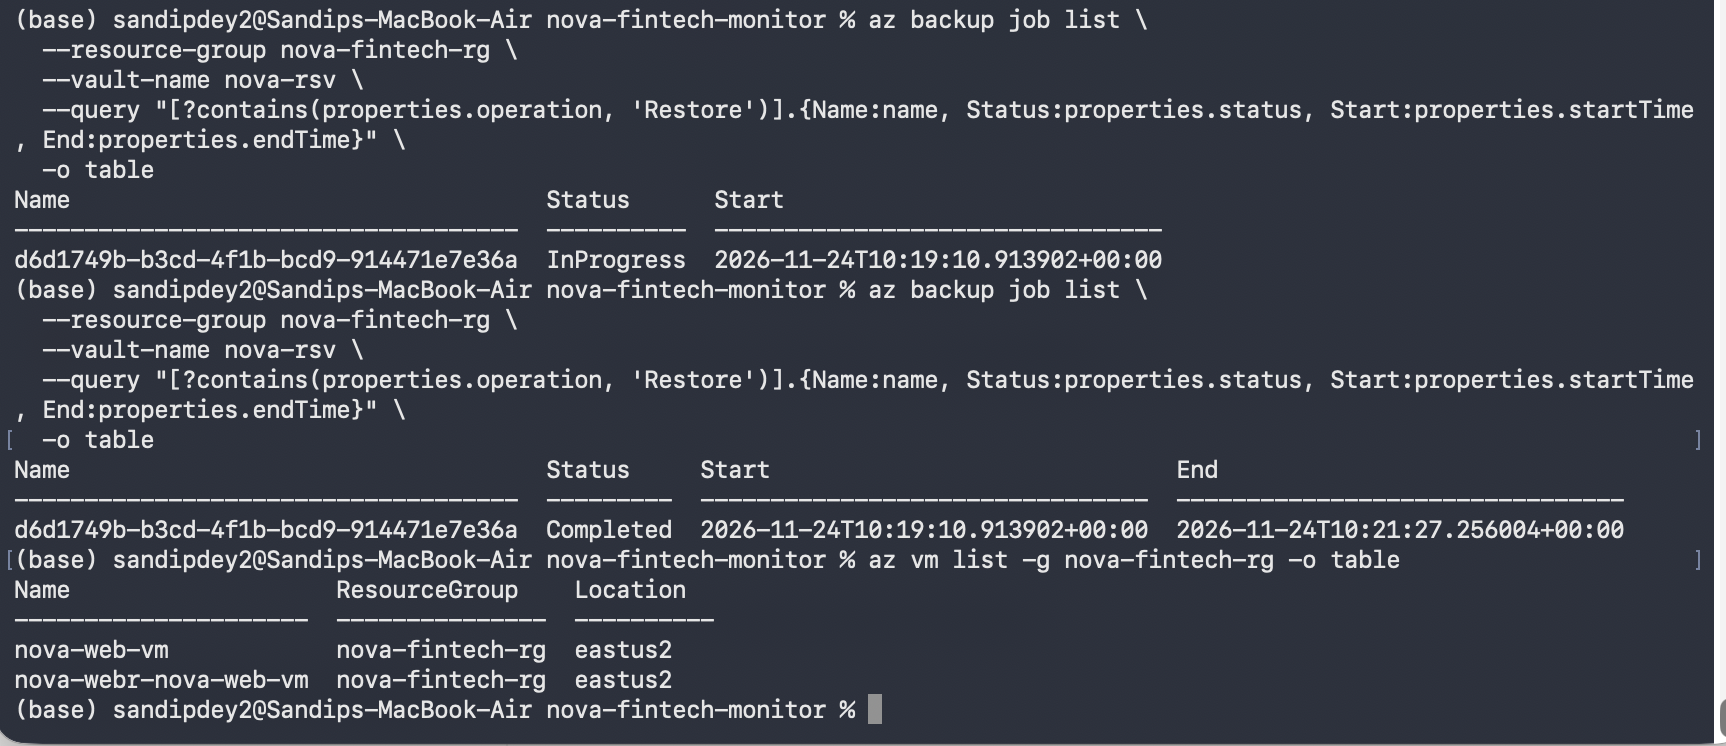 (base) sandipdey2@Sandips-MacBook-Air nova-fintech-monitor % az backup job list \
  --resource-group nova-fintech-rg \
  --vault-name nova-rsv \
  --query "[?contains(properties.operation, 'Restore')].{Name:name, Status:properties.status, Start:properties.startTime
, End:properties.endTime}" \
  -o table
Name                                  Status      Start
------------------------------------  ----------  --------------------------------
d6d1749b-b3cd-4f1b-bcd9-914471e7e36a  InProgress  2026-11-24T10:19:10.913902+00:00
(base) sandipdey2@Sandips-MacBook-Air nova-fintech-monitor % az backup job list \
  --resource-group nova-fintech-rg \
  --vault-name nova-rsv \
  --query "[?contains(properties.operation, 'Restore')].{Name:name, Status:properties.status, Start:properties.startTime
, End:properties.endTime}" \
[  -o table ]
Name                                  Status     Start                             End
------------------------------------  ---------  --------------------------------  --------------------------------
d6d1749b-b3cd-4f1b-bcd9-914471e7e36a  Completed  2026-11-24T10:19:10.913902+00:00  2026-11-24T10:21:27.256004+00:00
[(base) sandipdey2@Sandips-MacBook-Air nova-fintech-monitor % az vm list -g nova-fintech-rg -o table ]
Name                   ResourceGroup    Location
---------------------  ---------------  ----------
nova-web-vm            nova-fintech-rg  eastus2
nova-webr-nova-web-vm  nova-fintech-rg  eastus2
(base) sandipdey2@Sandips-MacBook-Air nova-fintech-monitor %